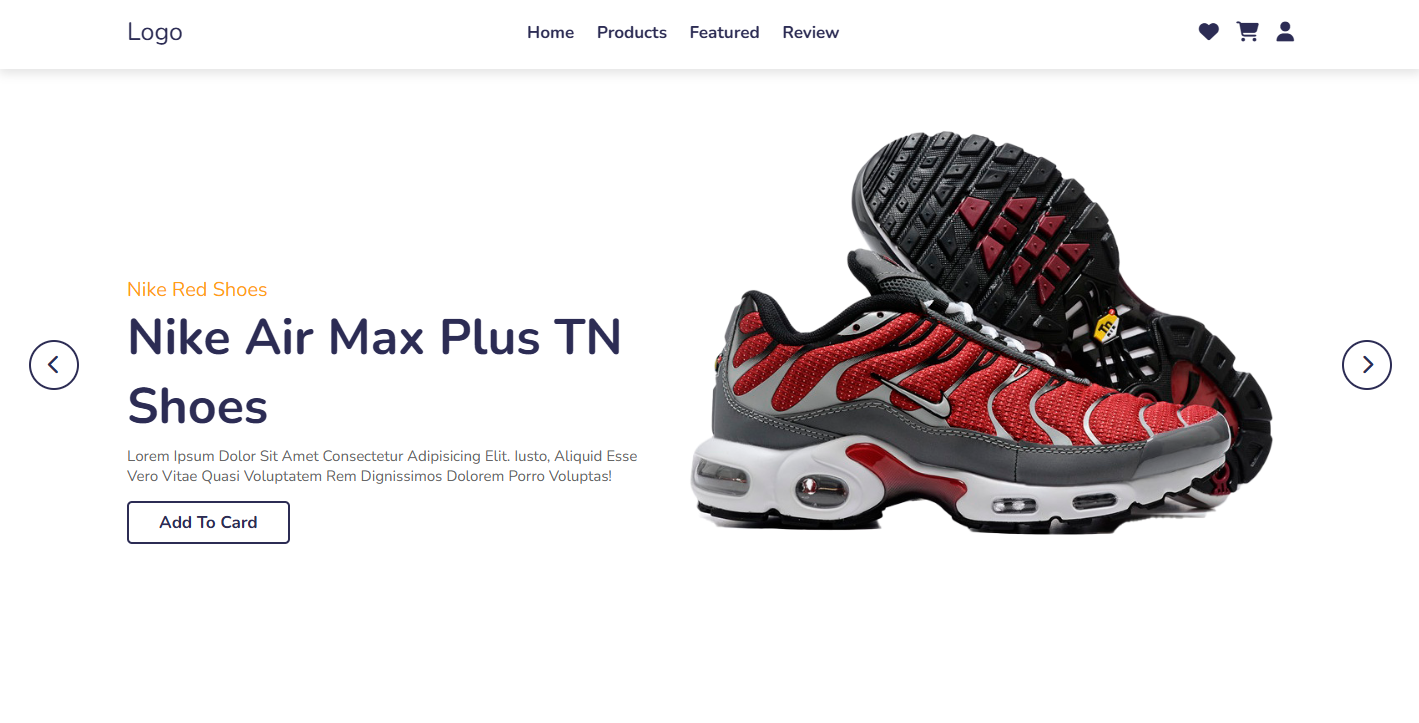 Logo
Home Products Featured Review
Nike Red Shoes
Nike Air Max Plus TN
Shoes
Lorem Ipsum Dolor Sit Amet Consectetur Adipisicing Elit. Iusto, Aliquid Esse
Vero Vitae Quasi Voluptatem Rem Dignissimos Dolorem Porro Voluptas!
Add To Card
Tn